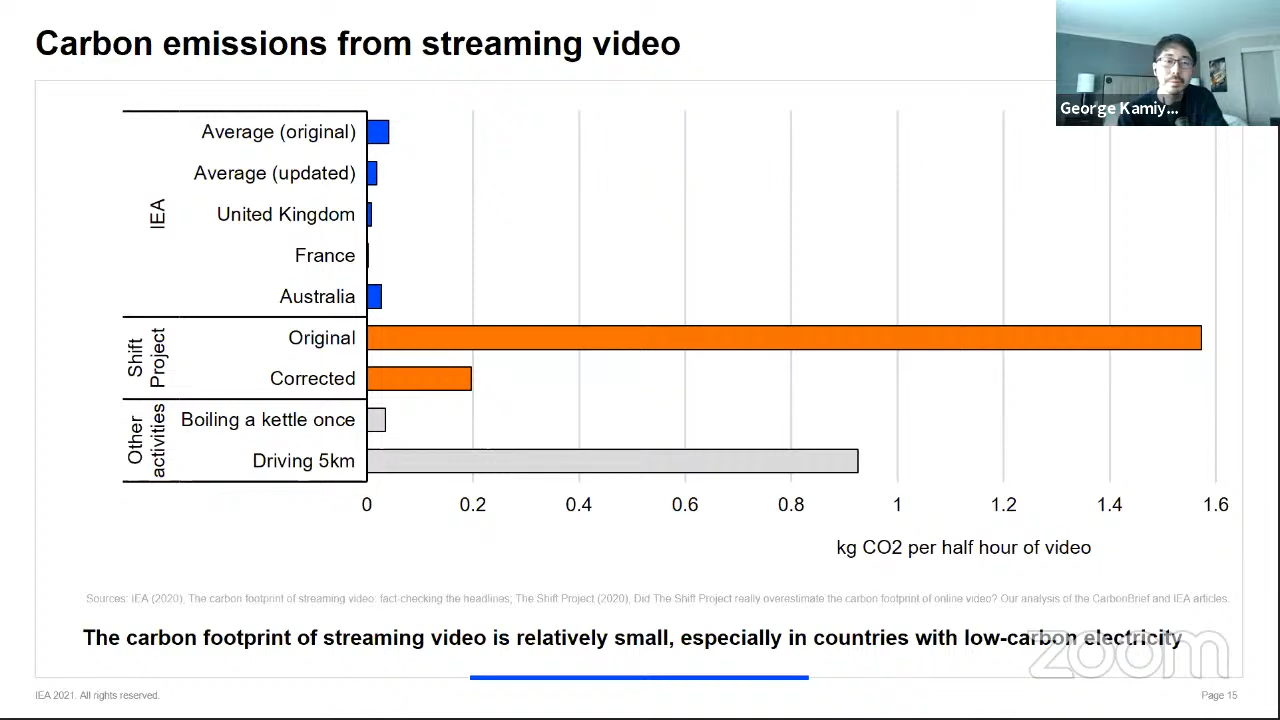 Carbon emissions from streaming video
George Kamiy...
IEA
Average (original)
Average (updated)
United Kingdom
France
Australia
Shift
Project
Original
Corrected
Other
activities
Boiling a kettle once
Driving 5km
0 0.2 0.4 0.6 0.8 1 1.2 1.4 1.6
kg CO2 per half hour of video
Sources: IEA (2020), The carbon footprint of streaming video: fact-checking the headlines; The Shift Project (2020), Did The Shift Project really overestimate the carbon footprint of online video? Our analysis of the CarbonBrief and IEA articles.
The carbon footprint of streaming video is relatively small, especially in countries with low-carbon electricity
zoom
IEA 2021. All rights reserved.
Page 15